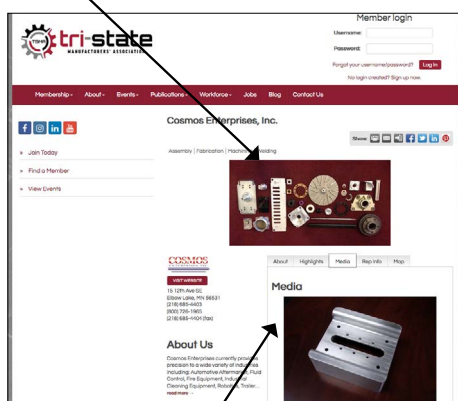 Member login
TSMA
tri-state
MANUFACTURERS' ASSOCIATION
Username:
Password:
Forgot your username/password?
Log In
No login created? Sign up now.
Membership
About
Events
Publications
Workforce
Jobs
Blog
Contact Us
Cosmos Enterprises, Inc.
Share:
» Join Today
Assembly | Fabrication | Machining | Welding
» Find a Member
» View Events
COSMOS
VISIT WEBSITE
About
Highlights
Media
Rep Info
Map
15 12th Ave SE
Elbow Lake, MN 56531
(218) 685-4403
(800) 726-1965
(218) 685-4404 (fax)
Media
About Us
Cosmos Enterprises currently provides
precision to a wide variety of industries
including: Automotive Aftermarket, Fluid
Control, Fire Equipment, Industrial
Cleaning Equipment, Robotics, Trailer...
read more →